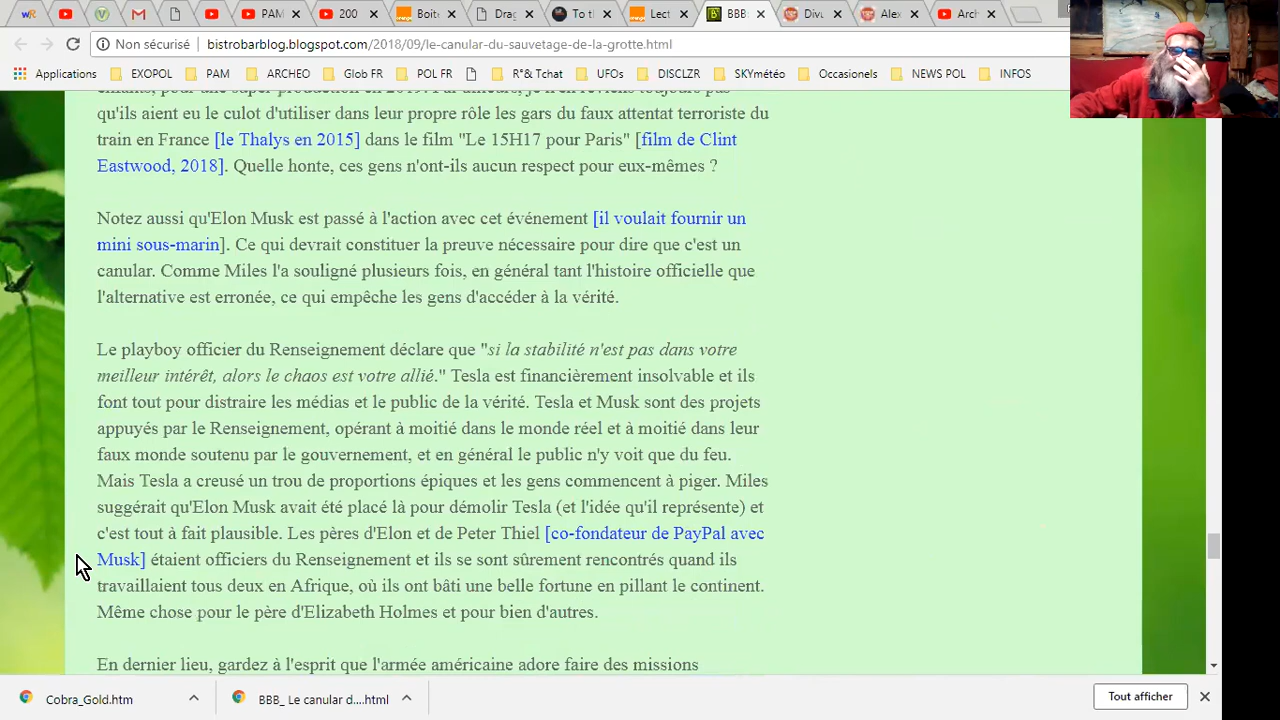 PAM
200
Boite
Drag
To th
Lect
BBB
Divu
Alex
Arch
Non sécurisé bistrobarblog.blogspot.com/2018/09/le-canular-du-sauvetage-de-la-grotte.html
Applications EXOPOL PAM ARCHEO Glob FR POL FR R°& Tchat UFOs DISCLZR SKYmétéo Occasionels NEWS POL INFOS
qu'ils aient eu le culot d'utiliser dans leur propre rôle les gars du faux attentat terroriste du
train en France [le Thalys en 2015] dans le film "Le 15H17 pour Paris" [film de Clint
Eastwood, 2018]. Quelle honte, ces gens n'ont-ils aucun respect pour eux-mêmes ?
Notez aussi qu'Elon Musk est passé à l'action avec cet événement [il voulait fournir un
mini sous-marin]. Ce qui devrait constituer la preuve nécessaire pour dire que c'est un
canular. Comme Miles l'a souligné plusieurs fois, en général tant l'histoire officielle que
l'alternative est erronée, ce qui empêche les gens d'accéder à la vérité.
Le playboy officier du Renseignement déclare que "si la stabilité n'est pas dans votre
meilleur intérêt, alors le chaos est votre allié." Tesla est financièrement insolvable et ils
font tout pour distraire les médias et le public de la vérité. Tesla et Musk sont des projets
appuyés par le Renseignement, opérant à moitié dans le monde réel et à moitié dans leur
faux monde soutenu par le gouvernement, et en général le public n'y voit que du feu.
Mais Tesla a creusé un trou de proportions épiques et les gens commencent à piger. Miles
suggérait qu'Elon Musk avait été placé là pour démolir Tesla (et l'idée qu'il représente) et
c'est tout à fait plausible. Les pères d'Elon et de Peter Thiel [co-fondateur de PayPal avec
Musk] étaient officiers du Renseignement et ils se sont sûrement rencontrés quand ils
travaillaient tous deux en Afrique, où ils ont bâti une belle fortune en pillant le continent.
Même chose pour le père d'Elizabeth Holmes et pour bien d'autres.
En dernier lieu, gardez à l'esprit que l'armée américaine adore faire des missions
Cobra_Gold.htm BBB_ Le canular d....html Tout afficher